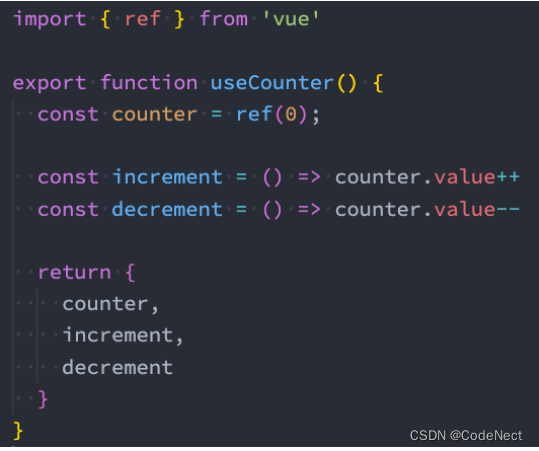 import { ref } from 'vue'
export function useCounter() {
const counter = ref(0);
const increment = () => counter.value++
const decrement = () => counter.value--
return {
counter,
increment,
decrement
}
}
CSDN @CodeNect